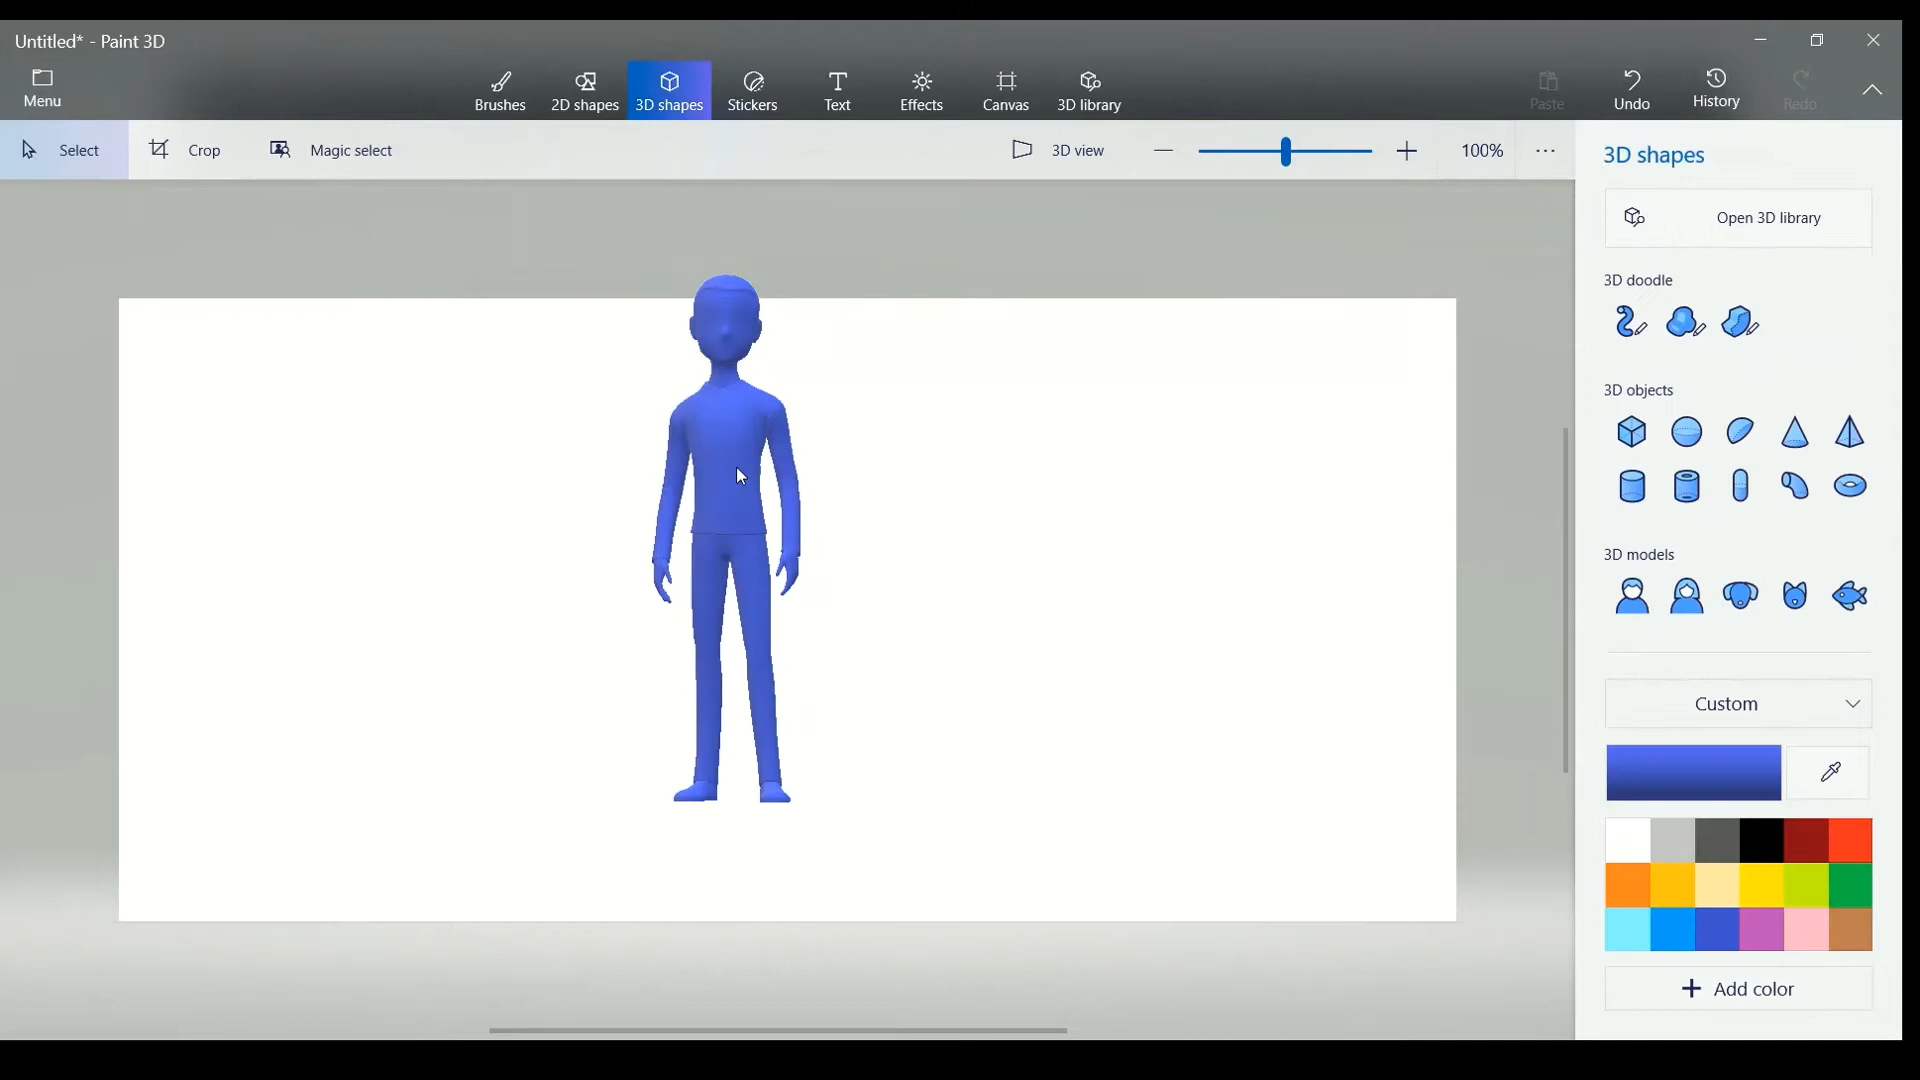 Untitled* - Paint 3D
Menu
Brushes
2D shapes
3D shapes
Stickers
Text
Effects
Canvas
3D library
Paste
Undo
History
Redo
Select
Crop
Magic select
3D view
100%
3D shapes
Open 3D library
3D doodle
3D objects
3D models
Custom
Add color